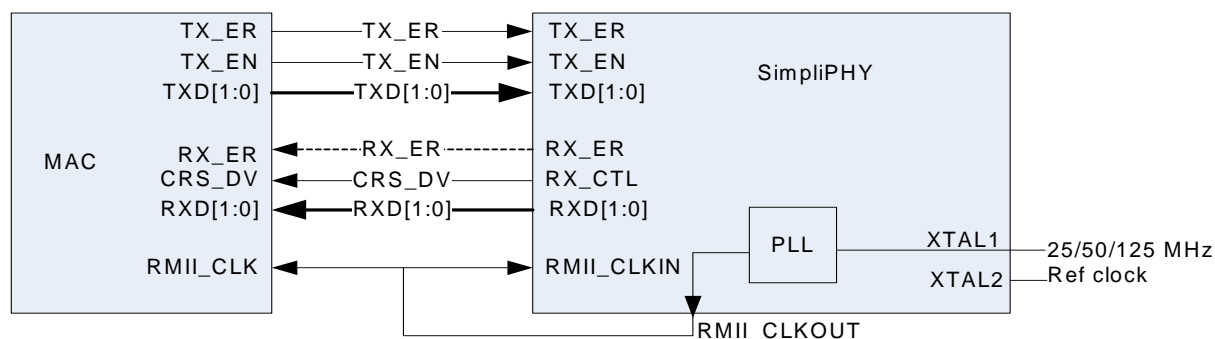 TX_ER TX_ER TX_ER
TX_EN TX_EN TX_EN
SimpliPHY
TXD[1:0] TXD[1:0] TXD[1:0]
MAC
RX_ER RX_ER RX_ER
CRS_DV CRS_DV RX_CTL
RXD[1:0] RXD[1:0] RXD[1:0]
PLL
XTAL1
25/50/125 MHz
RMII_CLK RMII_CLKIN
XTAL2
Ref clock
RMII_CLKOUT